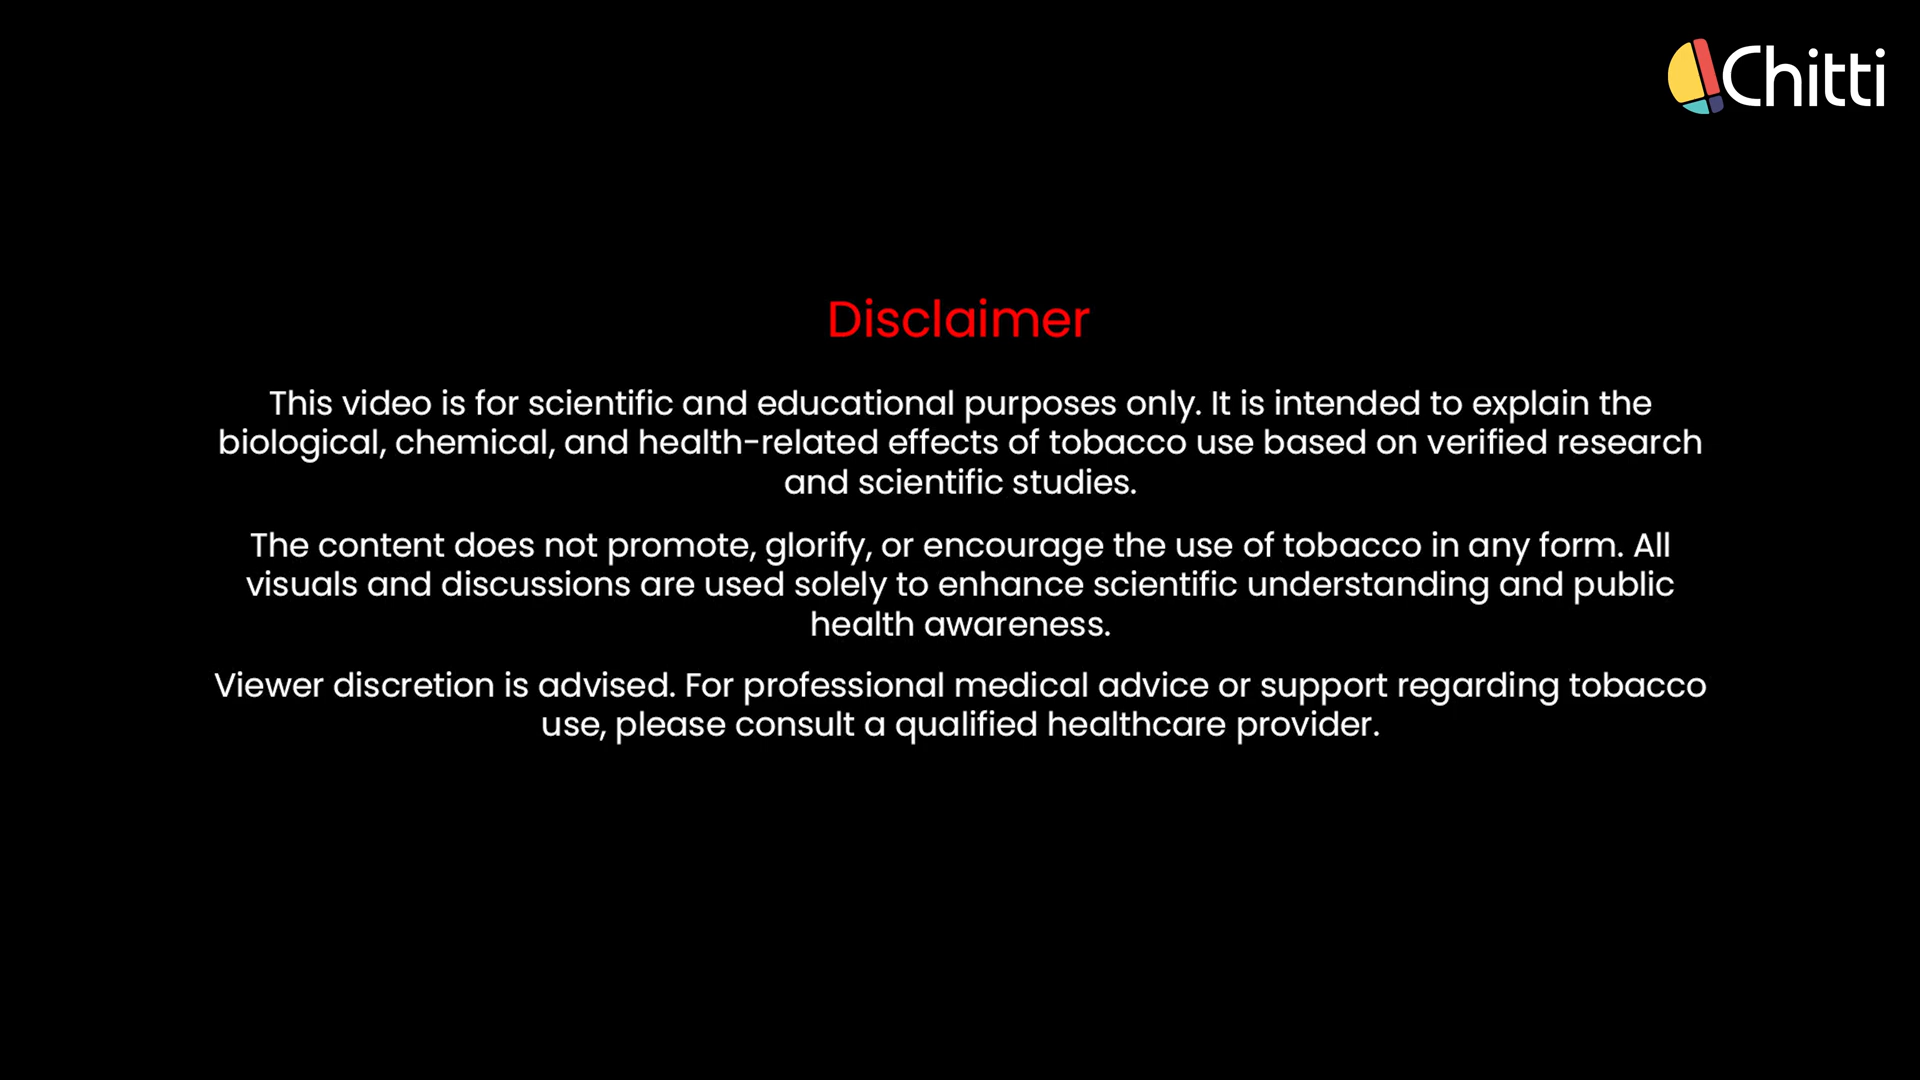 Chitti
Disclaimer
This video is for scientific and educational purposes only. It is intended to explain the
biological, chemical, and health-related effects of tobacco use based on verified research
and scientific studies.
The content does not promote, glorify, or encourage the use of tobacco in any form. All
visuals and discussions are used solely to enhance scientific understanding and public
health awareness.
Viewer discretion is advised. For professional medical advice or support regarding tobacco
use, please consult a qualified healthcare provider.